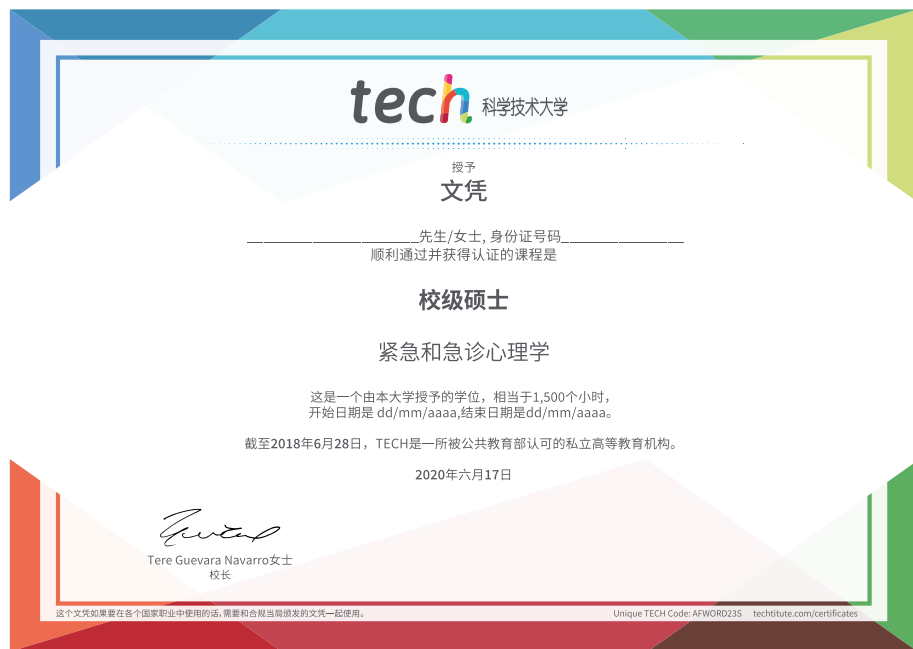 tech 科学技术大学
授予
文凭
______________________先生/女士, 身份证号码________________
顺利通过并获得认证的课程是
校级硕士
紧急和急诊心理学
这是一个由本大学授予的学位，相当于1,500个小时，
开始日期是 dd/mm/aaaa,结束日期是dd/mm/aaaa。
截至2018年6月28日，TECH是一所被公共教育部认可的私立高等教育机构。
2020年六月17日
Tere Guevara Navarro女士
校长
这个文凭如果要在各个国家职业中使用的话,需要和合规当局颁发的文凭一起使用。
Unique TECH Code: AFWORD23S techtitute.com/certificates